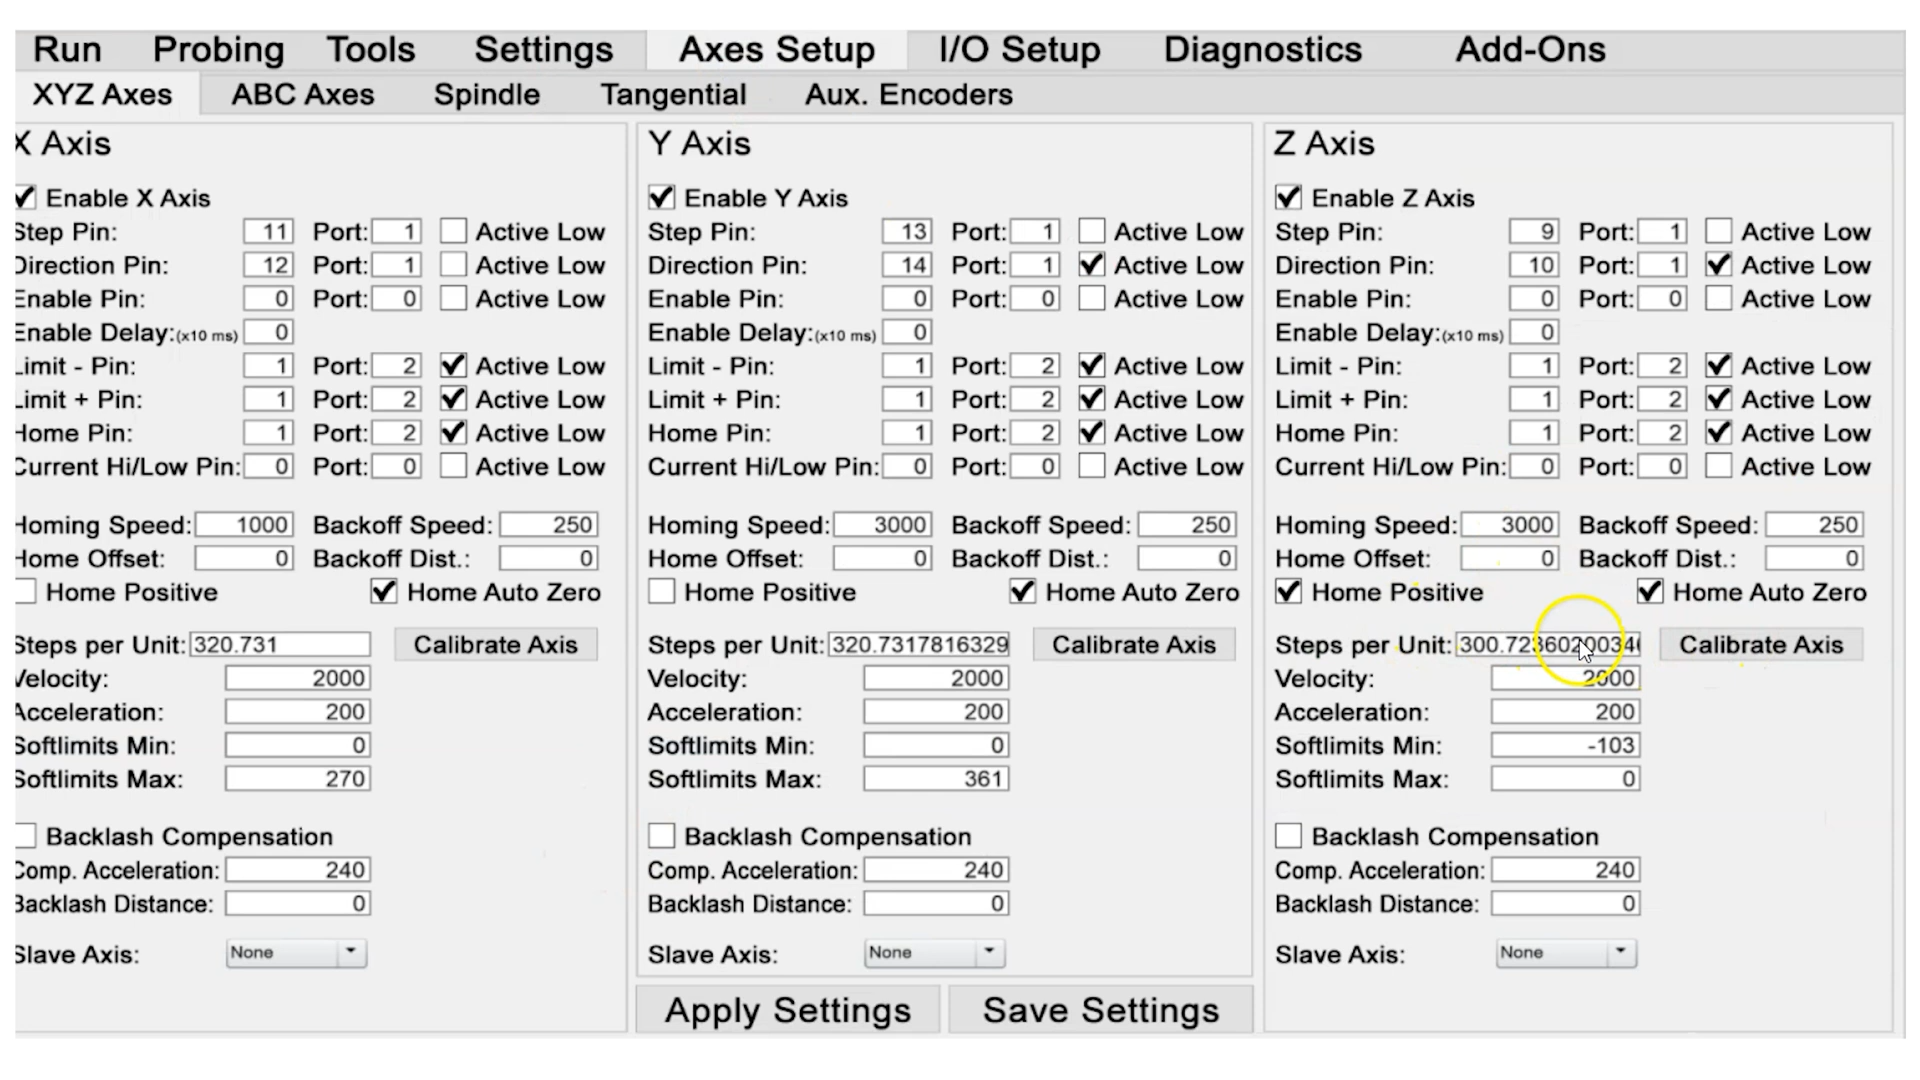 Run Probing Tools Settings Axes Setup I/O Setup Diagnostics Add-Ons
XYZ Axes ABC Axes Spindle Tangential Aux. Encoders
X Axis
Enable X Axis
Step Pin: 11 Port: 1 Active Low
Direction Pin: 12 Port: 1 Active Low
Enable Pin: 0 Port: 0 Active Low
Enable Delay:(x10 ms) 0
Limit - Pin: 1 Port: 2 Active Low
Limit + Pin: 1 Port: 2 Active Low
Home Pin: 1 Port: 2 Active Low
Current Hi/Low Pin: 0 Port: 0 Active Low
Homing Speed: 1000 Backoff Speed: 250
Home Offset: 0 Backoff Dist.: 0
Home Positive Home Auto Zero
Steps per Unit: 320.731 Calibrate Axis
Velocity: 2000
Acceleration: 200
Softlimits Min: 0
Softlimits Max: 270
Backlash Compensation
Comp. Acceleration: 240
Backlash Distance: 0
Slave Axis: None
Y Axis
Enable Y Axis
Step Pin: 13 Port: 1 Active Low
Direction Pin: 14 Port: 1 Active Low
Enable Pin: 0 Port: 0 Active Low
Enable Delay:(x10 ms) 0
Limit - Pin: 1 Port: 2 Active Low
Limit + Pin: 1 Port: 2 Active Low
Home Pin: 1 Port: 2 Active Low
Current Hi/Low Pin: 0 Port: 0 Active Low
Homing Speed: 3000 Backoff Speed: 250
Home Offset: 0 Backoff Dist.: 0
Home Positive Home Auto Zero
Steps per Unit: 320.7317816329 Calibrate Axis
Velocity: 2000
Acceleration: 200
Softlimits Min: 0
Softlimits Max: 361
Backlash Compensation
Comp. Acceleration: 240
Backlash Distance: 0
Slave Axis: None
Apply Settings Save Settings
Z Axis
Enable Z Axis
Step Pin: 9 Port: 1 Active Low
Direction Pin: 10 Port: 1 Active Low
Enable Pin: 0 Port: 0 Active Low
Enable Delay:(x10 ms) 0
Limit - Pin: 1 Port: 2 Active Low
Limit + Pin: 1 Port: 2 Active Low
Home Pin: 1 Port: 2 Active Low
Current Hi/Low Pin: 0 Port: 0 Active Low
Homing Speed: 3000 Backoff Speed: 250
Home Offset: 0 Backoff Dist.: 0
Home Positive Home Auto Zero
Steps per Unit: Calibrate Axis
Velocity: 2000
Acceleration: 200
Softlimits Min: -103
Softlimits Max: 0
Backlash Compensation
Comp. Acceleration: 240
Backlash Distance: 0
Slave Axis: None